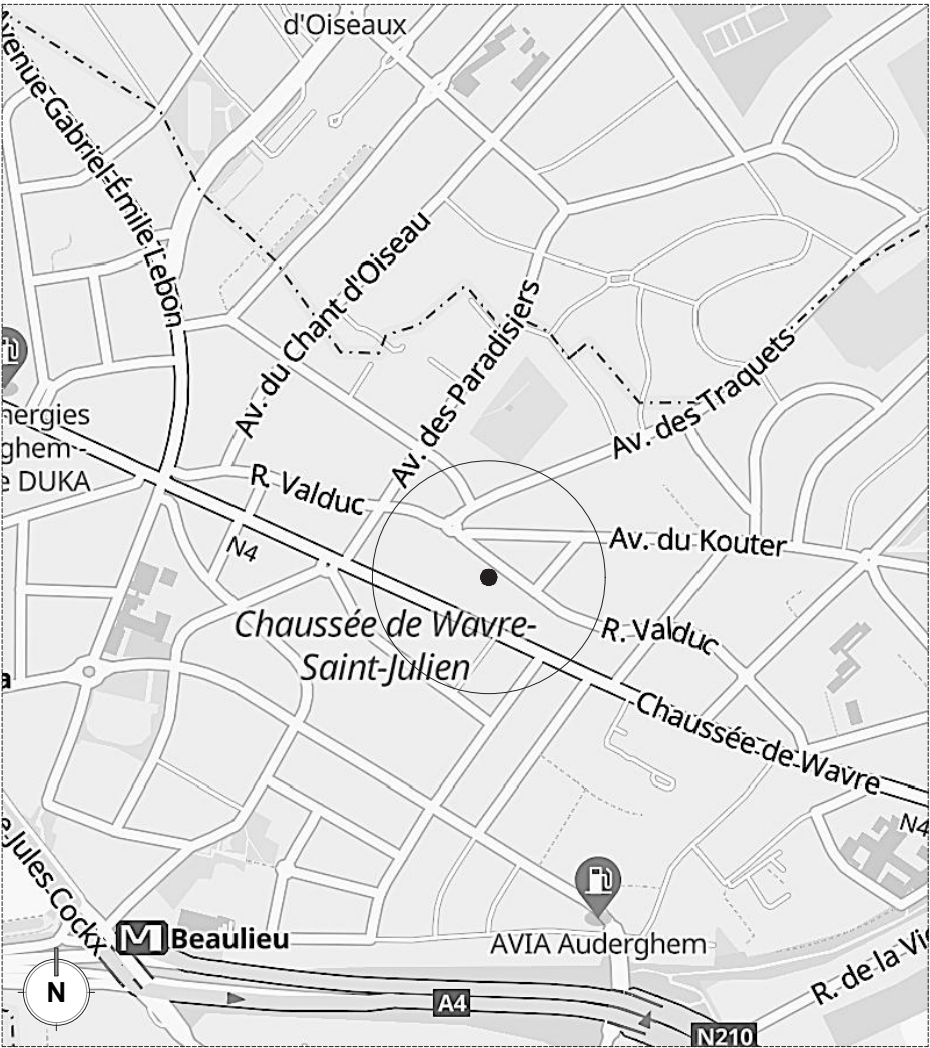 d'Oiseaux
Avenue Gabriel-Émile Lebon
Av. du Chant d'Oiseau
Av. des Paradisiers
Av. des Traquets
nergies
ghem -
e DUKA
R. Valduc
Av. du Kouter
N4
Chaussée de Wavre-
Saint-Julien
R. Valduc
a
Chaussée de Wavre
N4
e Jules Cockx
M Beaulieu
AVIA Auderghem
R. de la Vi
N
A4
N210